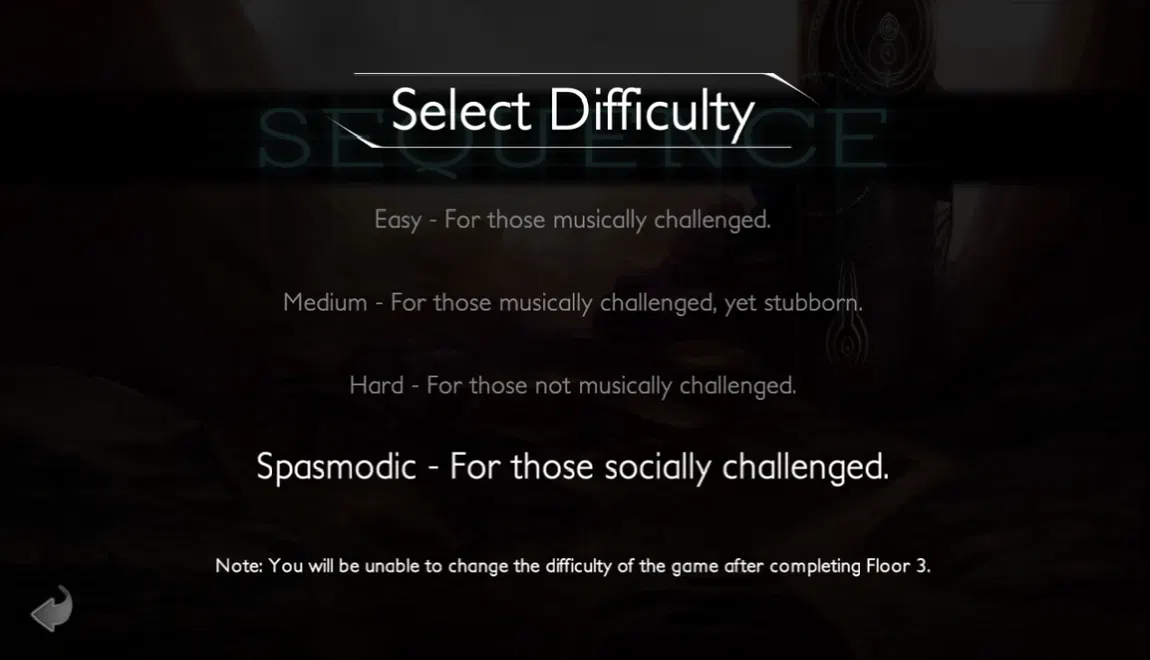 Select Difficulty
SEQUENCE
Easy - For those musically challenged.
Medium - For those musically challenged, yet stubborn.
Hard - For those not musically challenged.
Spasmodic - For those socially challenged.
Note: You will be unable to change the difficulty of the game after completing Floor 3.